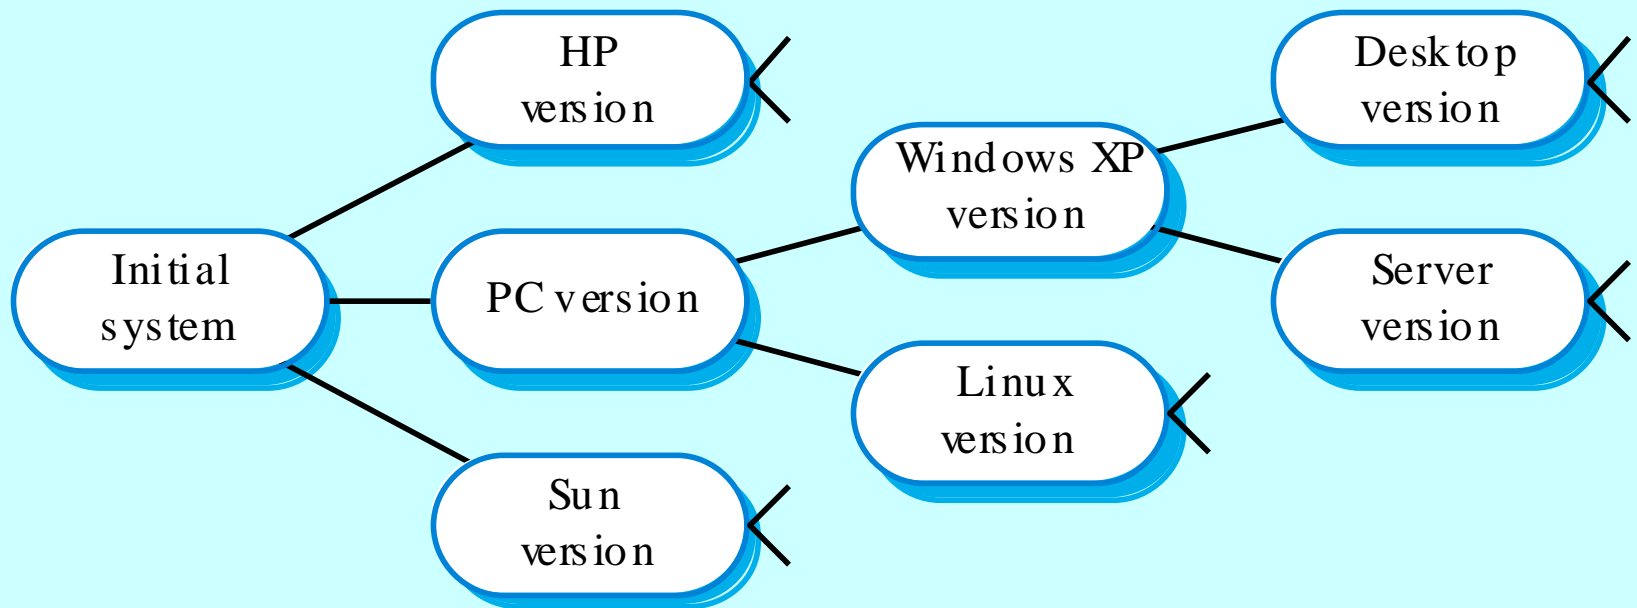 HP
version
Desktop
version
Windows XP
version
Initial
system
PC version
Server
version
Linux
version
Sun
version